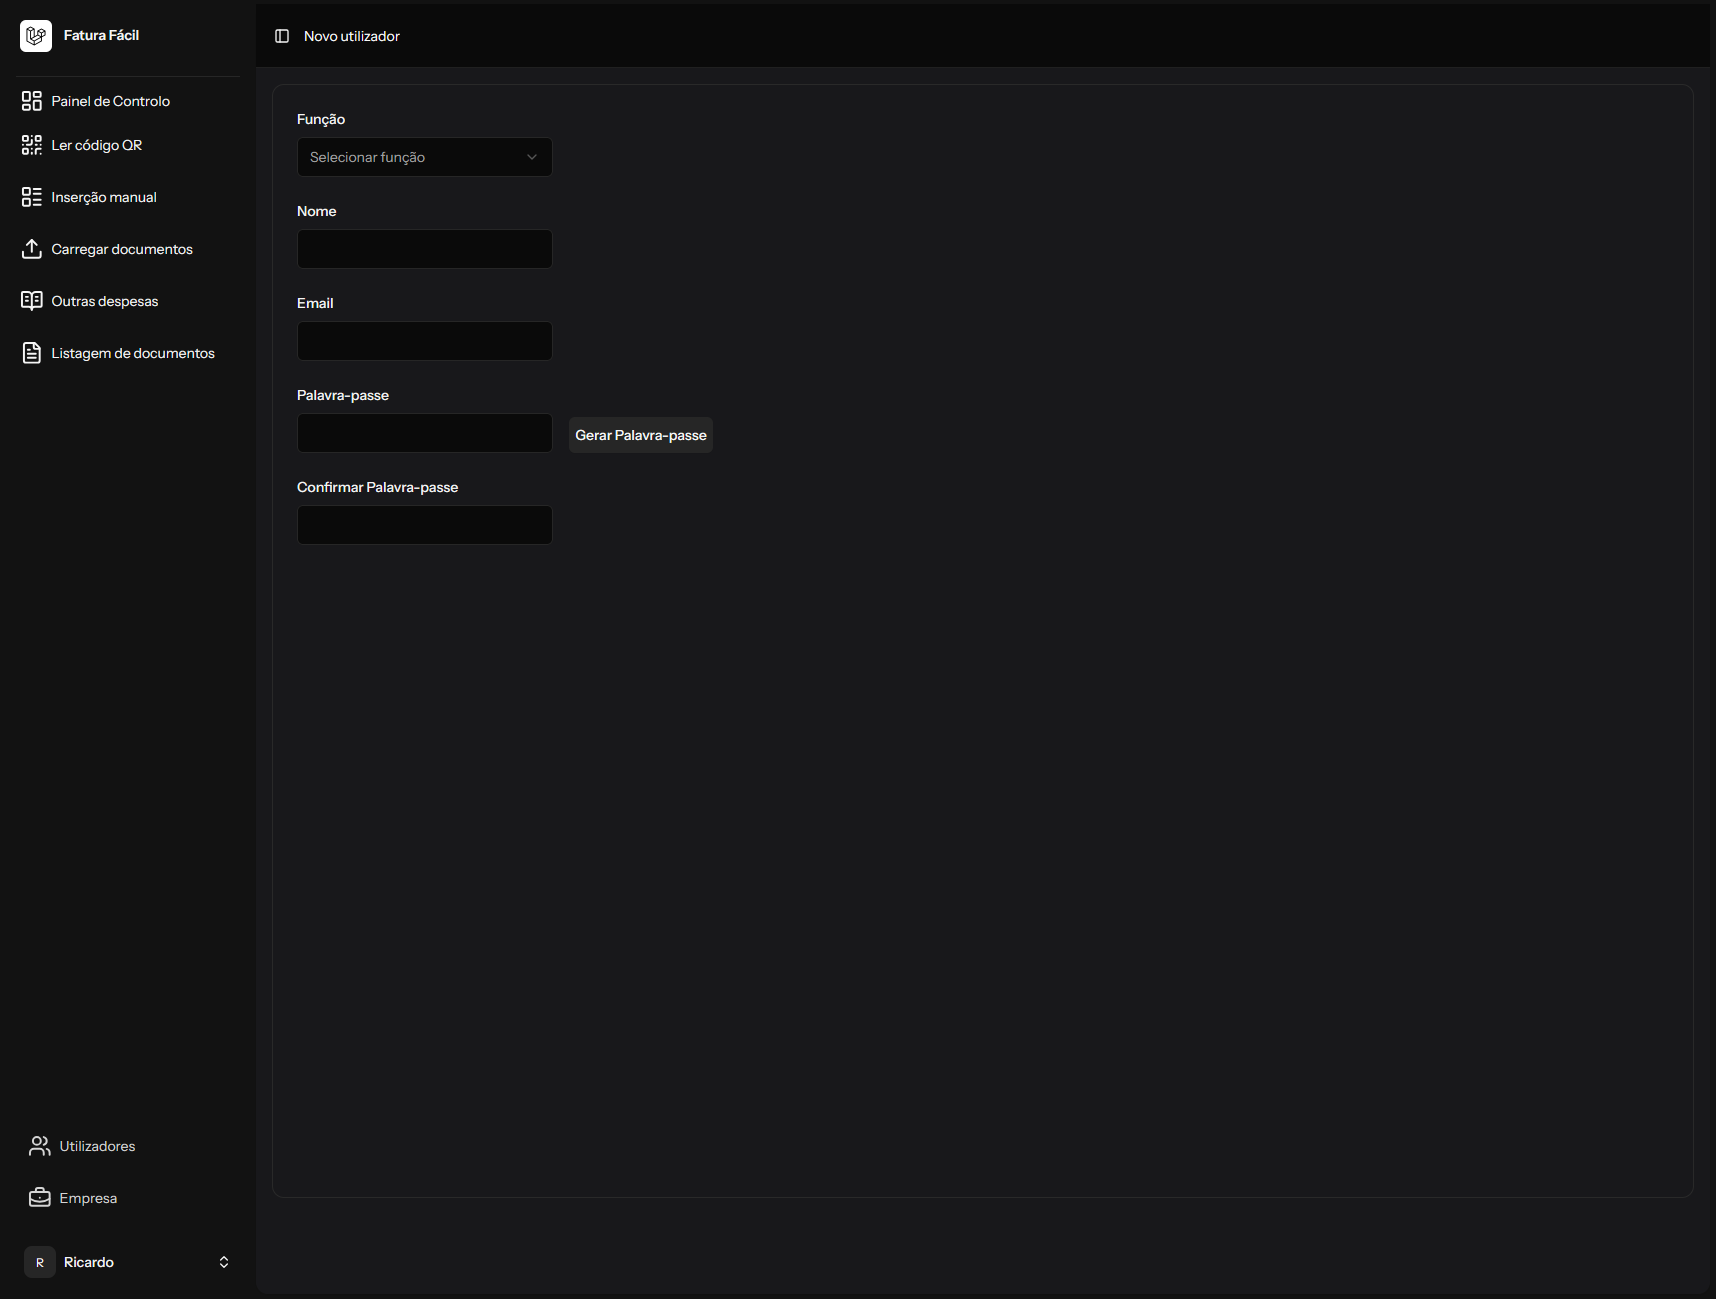 Fatura Fácil
Painel de Controlo
Ler código QR
Inserção manual
Carregar documentos
Outras despesas
Listagem de documentos
Utilizadores
Empresa
R
Ricardo
Novo utilizador
Função
Selecionar função
Nome
Email
Palavra-passe
Gerar Palavra-passe
Confirmar Palavra-passe